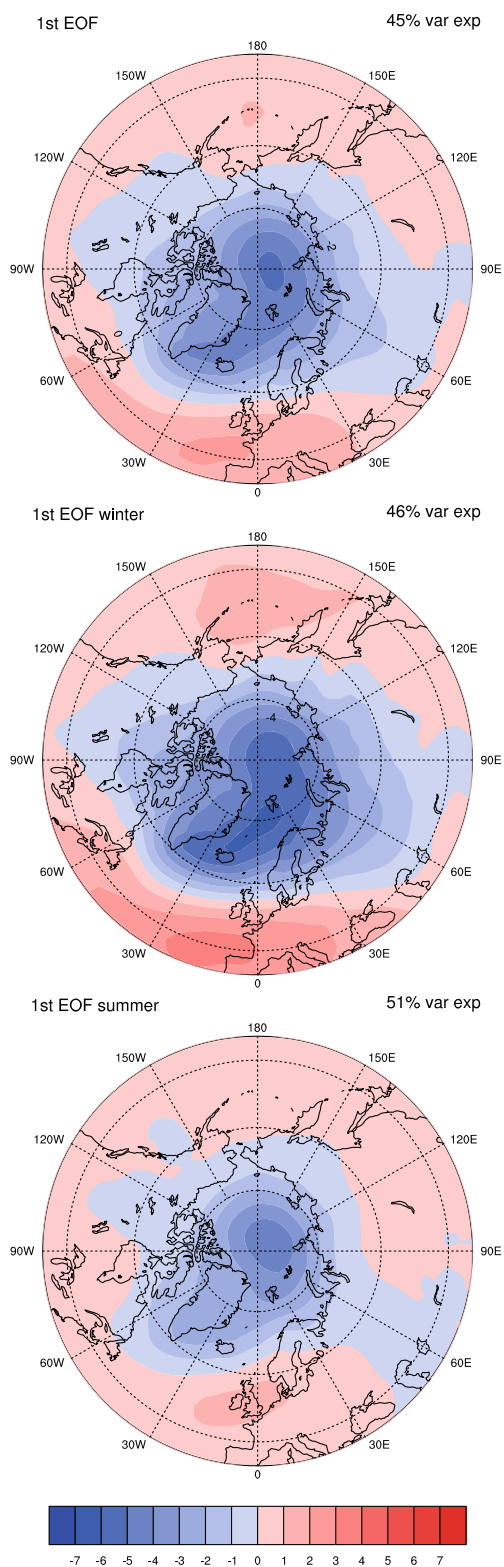 1st EOF 45% var exp
180
150W 150E
120W 120E
90W 90E
60W 60E
30W 30E
0
1st EOF winter 46% var exp
180
150W 150E
120W 120E
-4
90W 90E
60W 60E
30W 30E
0
1st EOF summer 51% var exp
180
150W 150E
120W 120E
90W 90E
60W 60E
30W 30E
0
-7 -6 -5 -4 -3 -2 -1 0 1 2 3 4 5 6 7